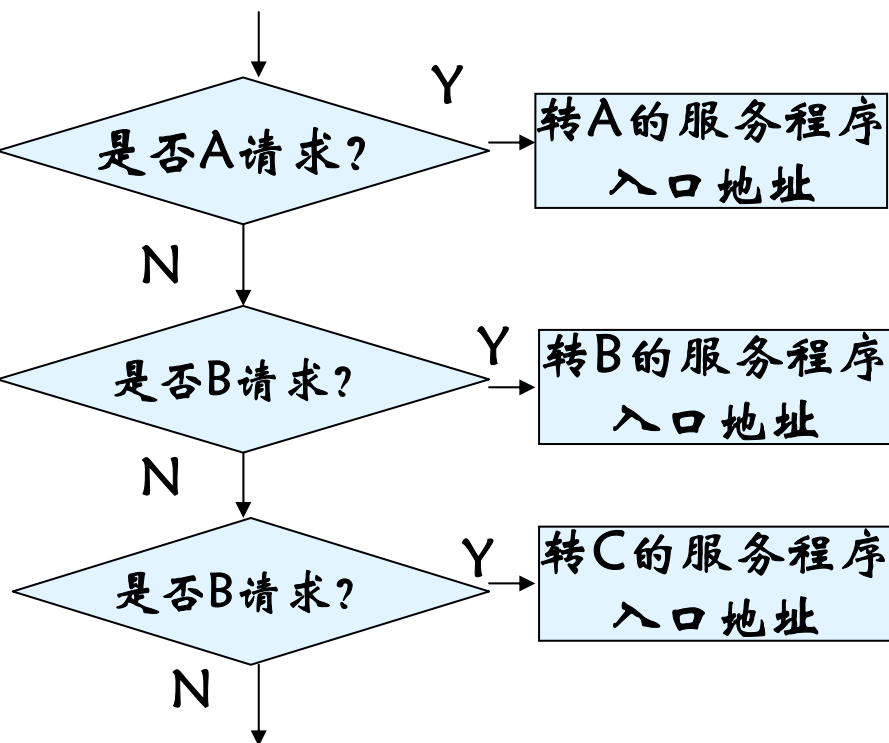 Y
是否A请求?
转A的服务程序
入口地址
N
Y
是否B请求?
转B的服务程序
入口地址
N
Y
是否B请求?
转C的服务程序
入口地址
N